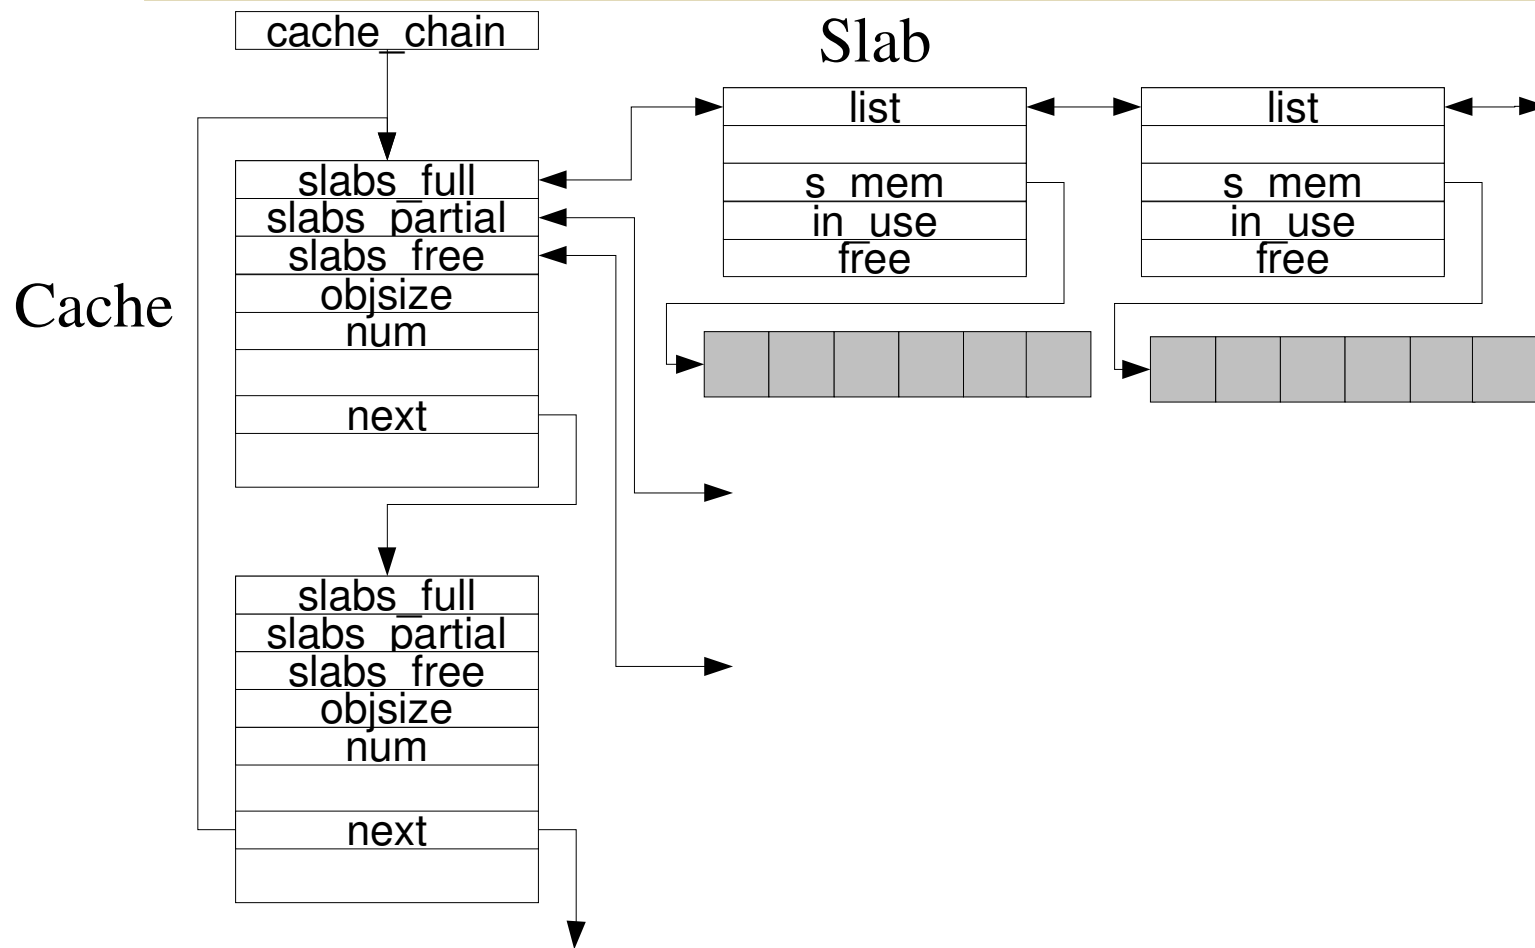 cache_chain
Slab
list
list
slabs_full
s_mem
s_mem
slabs_partial
in_use
in_use
slabs_free
free
free
Cache
objsize
num
next
slabs_full
slabs_partial
slabs_free
objsize
num
next